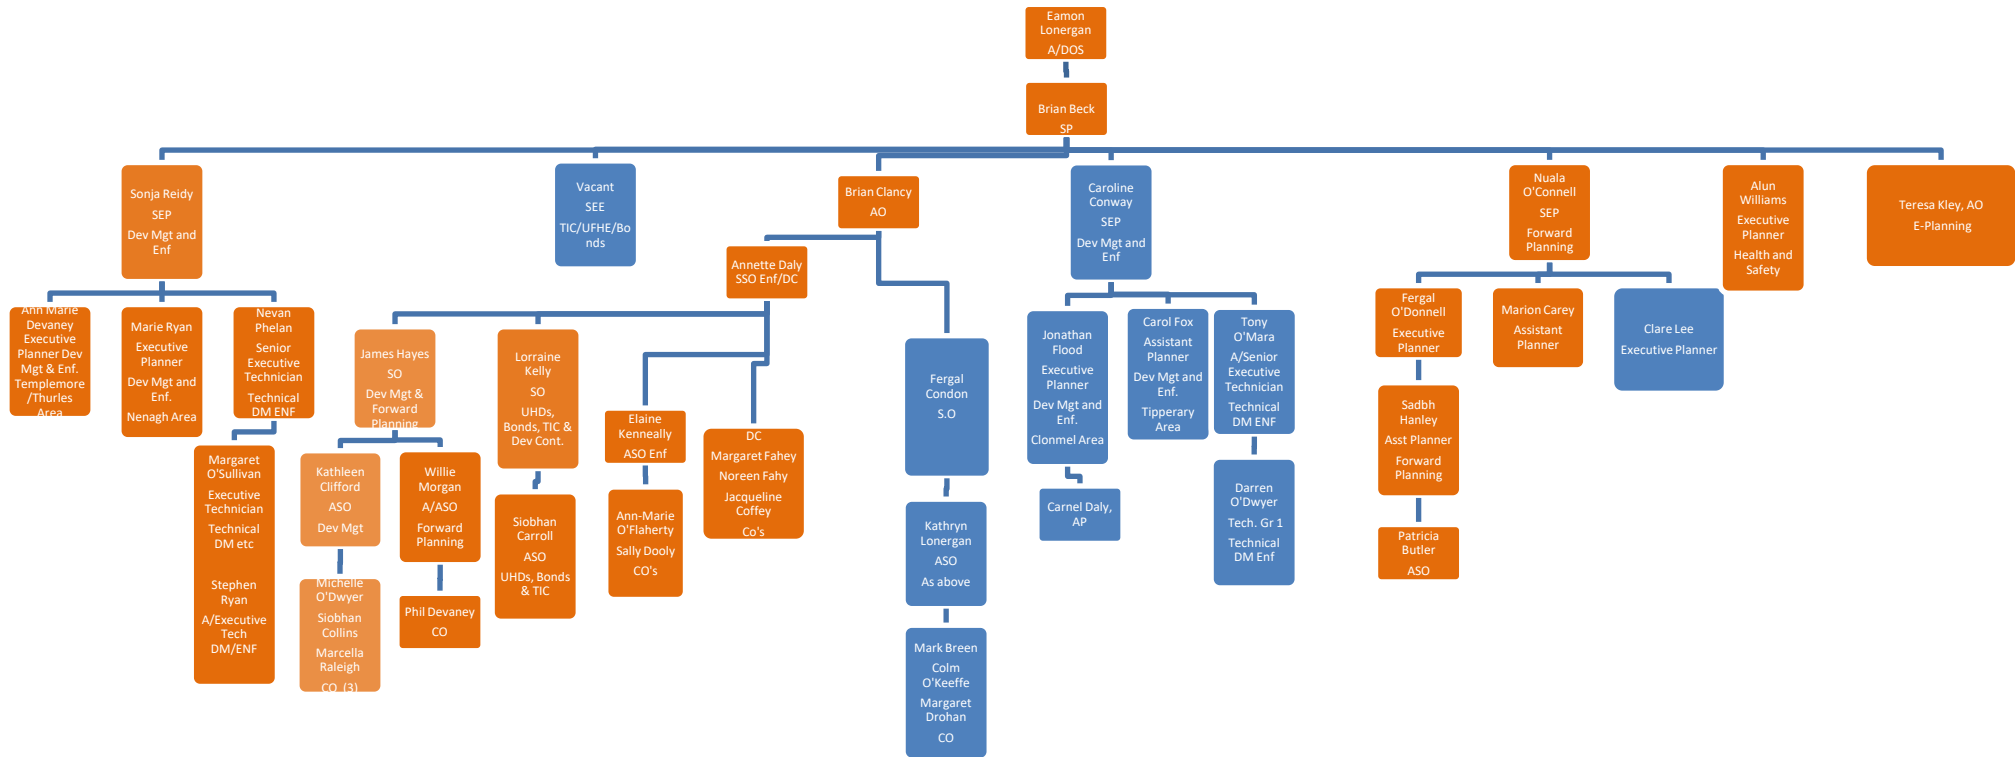 Eamon
Lonergan
A/DOS
Brian Beck
SP
Sonja Reidy
SEP
Dev Mgt and
Enf
Vacant
SEE
TIC/UFHE/Bo
nds
Brian Clancy
AO
Caroline
Conway
SEP
Dev Mgt and
Enf
Nuala
O'Connell
SEP
Forward
Planning
Alun
Williams
Executive
Planner
Health and
Safety
Teresa Kley, AO
E-Planning
Annette Daly
SSO Enf/DC
Ann Marie
Devaney
Executive
Planner Dev
Mgt & Enf.
Templemore
/Thurles
Area
Marie Ryan
Executive
Planner
Dev Mgt and
Enf.
Nenagh Area
Nevan
Phelan
Senior
Executive
Technician
Technical
DM ENF
James Hayes
SO
Dev Mgt &
Forward
Planning
Lorraine
Kelly
SO
UHDs,
Bonds, TIC &
Dev Cont.
Elaine
Kenneally
ASO Enf
DC
Margaret Fahey
Noreen Fahy
Jacqueline
Coffey
Co's
Fergal
Condon
S.O
Jonathan
Flood
Executive
Planner
Dev Mgt and
Enf.
Clonmel Area
Carol Fox
Assistant
Planner
Dev Mgt and
Enf.
Tipperary
Area
Tony
O'Mara
A/Senior
Executive
Technician
Technical
DM ENF
Fergal
O'Donnell
Executive
Planner
Marion Carey
Assistant
Planner
Clare Lee
Executive Planner
Margaret
O'Sullivan
Executive
Technician
Technical
DM etc
Stephen
Ryan
A/Executive
Tech
DM/ENF
Kathleen
Clifford
ASO
Dev Mgt
Willie
Morgan
A/ASO
Forward
Planning
Siobhan
Carroll
ASO
UHDs, Bonds
& TIC
Ann-Marie
O'Flaherty
Sally Dooly
CO's
Kathryn
Lonergan
ASO
As above
Carnel Daly,
AP
Darren
O'Dwyer
Tech. Gr 1
Technical
DM Enf
Sadbh
Hanley
Asst Planner
Forward
Planning
Patricia
Butler
ASO
Michelle
O'Dwyer
Siobhan
Collins
Marcella
Raleigh
CO (3)
Phil Devaney
CO
Mark Breen
Colm
O'Keeffe
Margaret
Drohan
CO